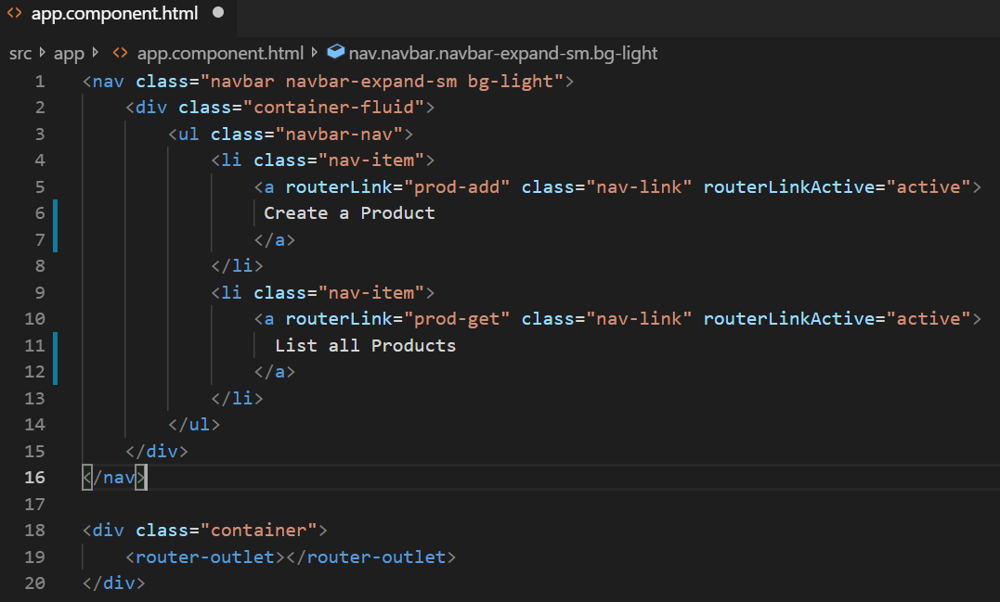 <> app.component.html ●
src › app › <> app.component.html › nav.navbar.navbar-expand-sm.bg-light
1 <nav class="navbar navbar-expand-sm bg-light">
2     <div class="container-fluid">
3         <ul class="navbar-nav">
4             <li class="nav-item">
5                 <a routerLink="prod-add" class="nav-link" routerLinkActive="active">
6                  Create a Product
7                 </a>
8             </li>
9             <li class="nav-item">
10                 <a routerLink="prod-get" class="nav-link" routerLinkActive="active">
11                   List all Products
12                 </a>
13             </li>
14         </ul>
15     </div>
16 </nav>
17
18 <div class="container">
19     <router-outlet></router-outlet>
20 </div>